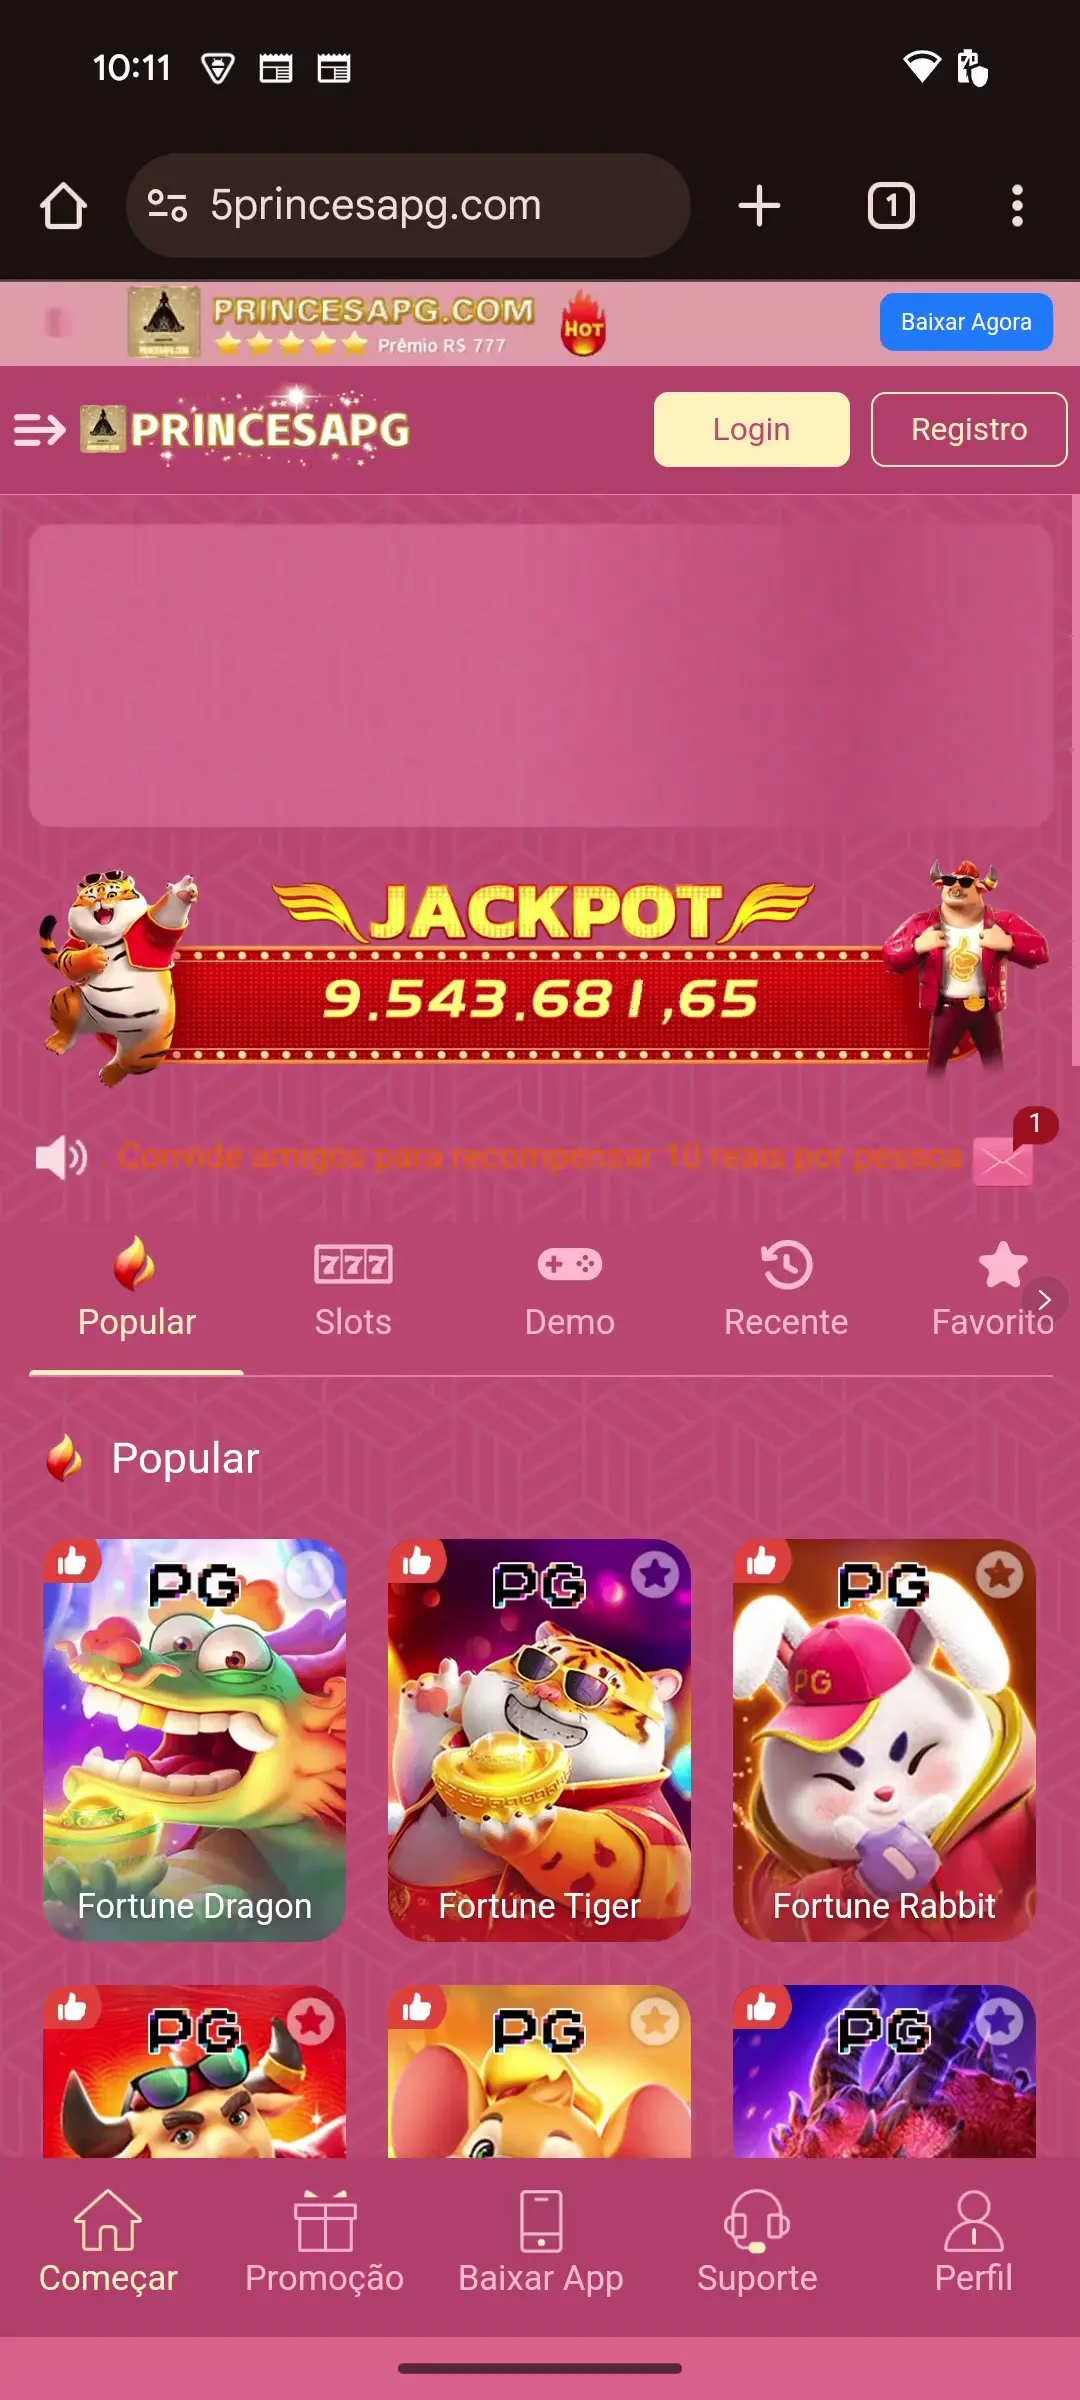 10:11
5princesapg.com
1
PRINCESAPG.COM
HOT
Prêmio R$ 777
Baixar Agora
PRINCESAPG
Login
Registro
JACKPOT
9.543.681,65
Convide amigos para recompensar 10 reais por pessoa
1
777
Popular
Slots
Demo
Recente
Favorito
Popular
PG
PG
PG
PG
Fortune Dragon
Fortune Tiger
Fortune Rabbit
PG
PG
PG
Começar
Promoção
Baixar App
Suporte
Perfil